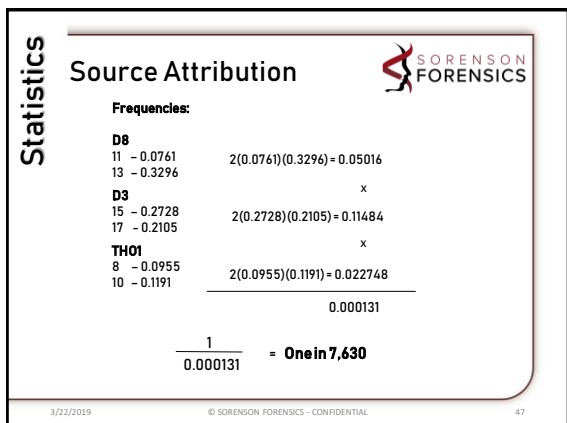 Statistics
Source Attribution
SORENSON
FORENSICS
Frequencies:
D8
11 – 0.0761
13 – 0.3296
2(0.0761)(0.3296) = 0.05016
x
D3
15 – 0.2728
17 – 0.2105
2(0.2728)(0.2105) = 0.11484
x
TH01
8 – 0.0955
10 – 0.1191
2(0.0955)(0.1191) = 0.022748
0.000131
1
0.000131
= One in 7,630
3/22/2019
© SORENSON FORENSICS - CONFIDENTIAL
47